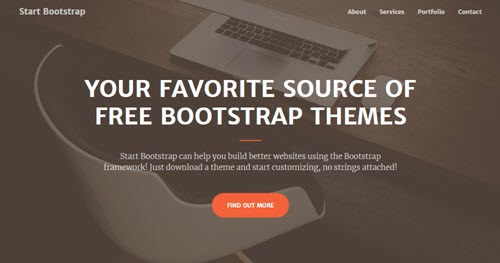 Start Bootstrap
About Services Portfolio Contact
YOUR FAVORITE SOURCE OF
FREE BOOTSTRAP THEMES
Start Bootstrap can help you build better websites using the Bootstrap
framework! Just download a theme and start customizing, no strings attached!
FIND OUT MORE